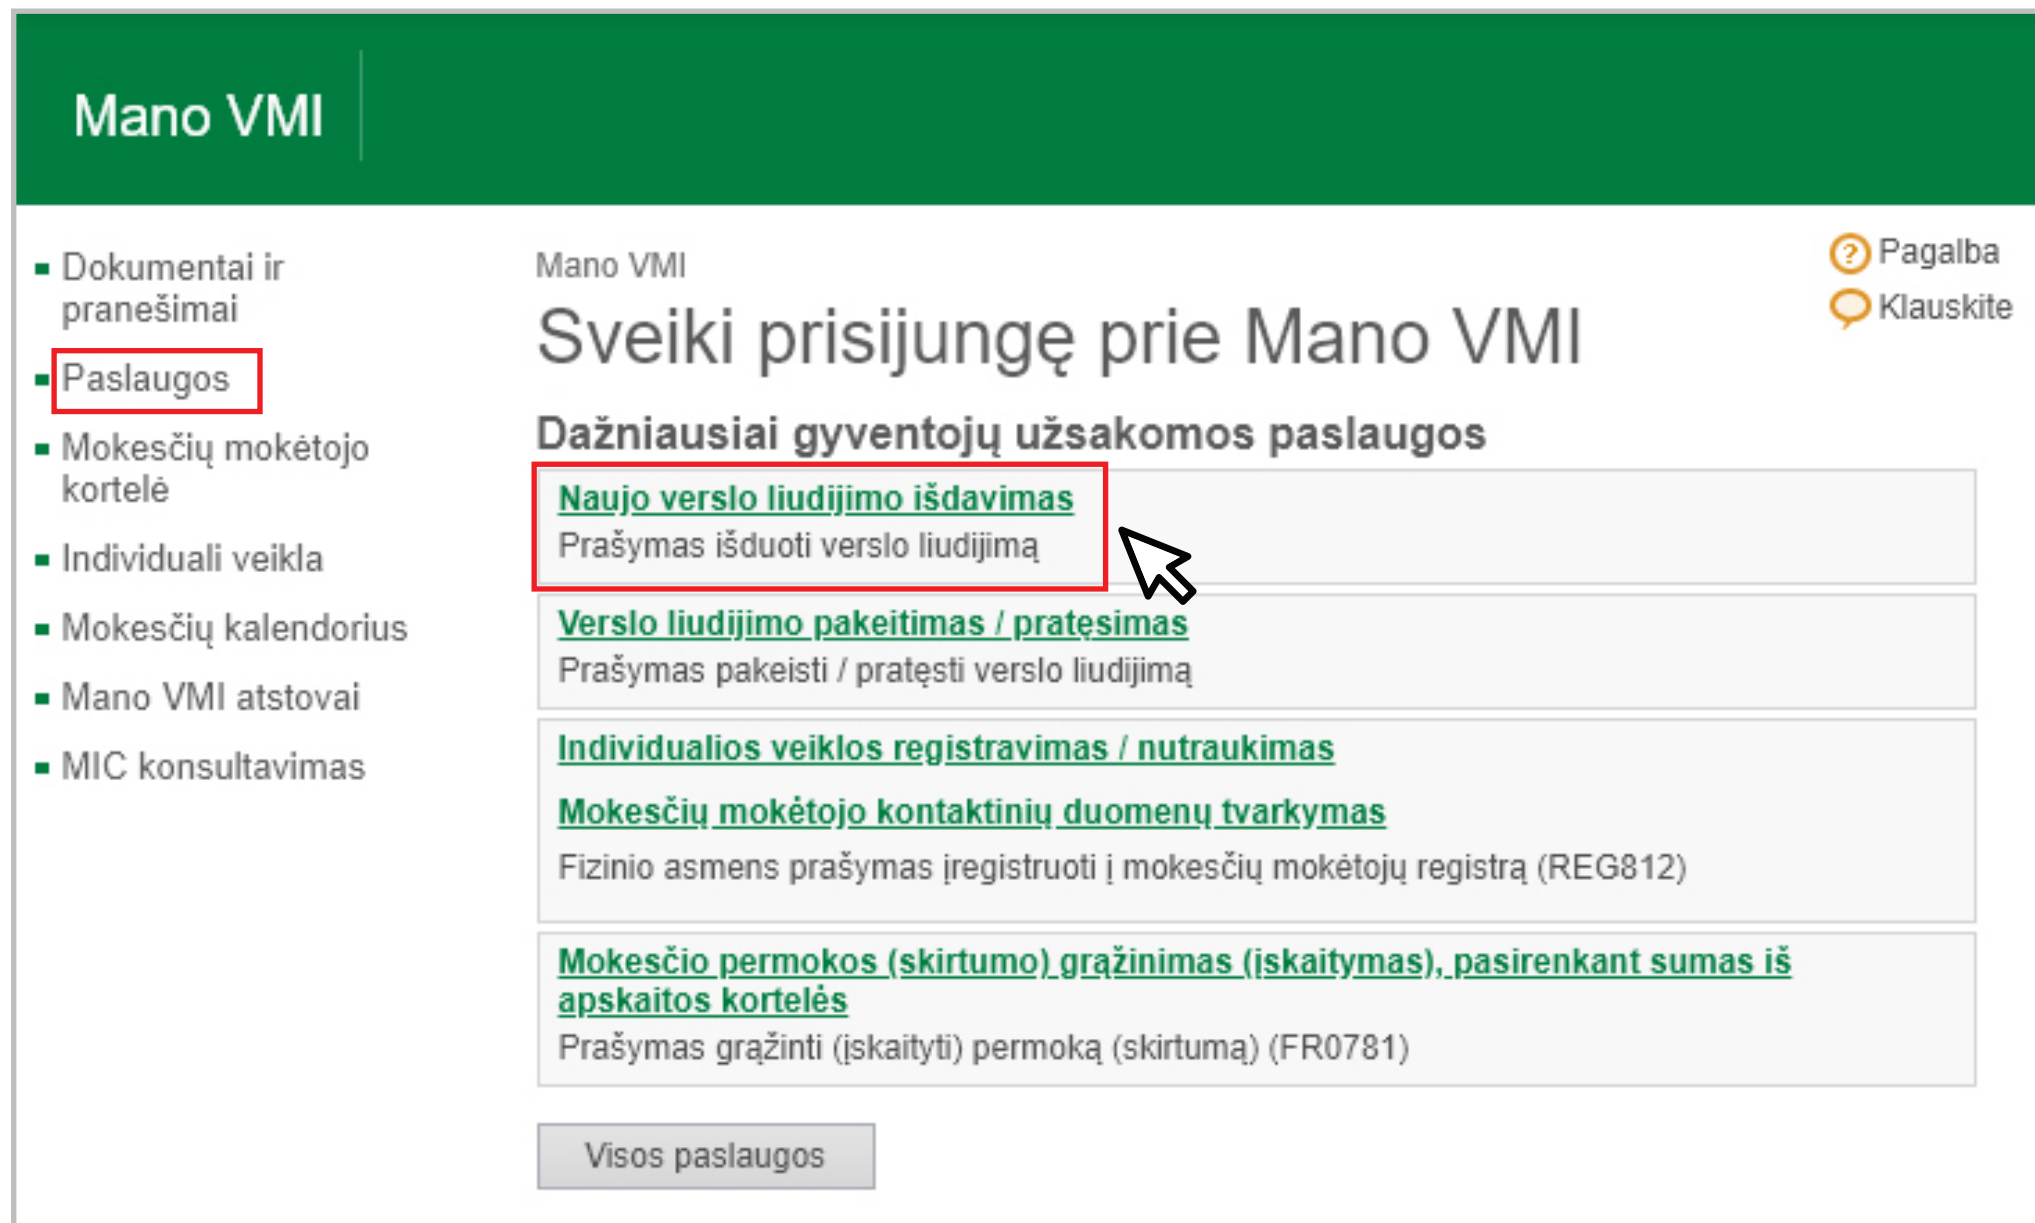 Mano VMI
Dokumentai ir
pranešimai
Paslaugos
Mokesčių mokėtojo
kortelė
Individuali veikla
Mokesčių kalendorius
Mano VMI atstovai
MIC konsultavimas
Mano VMI
Sveiki prisijungę prie Mano VMI
Pagalba
Klauskite
Dažniausiai gyventojų užsakomos paslaugos
Naujo verslo liudijimo išdavimas
Prašymas išduoti verslo liudijimą
Verslo liudijimo pakeitimas / pratęsimas
Prašymas pakeisti / pratęsti verslo liudijimą
Individualios veiklos registravimas / nutraukimas
Mokesčių mokėtojo kontaktinių duomenų tvarkymas
Fizinio asmens prašymas įregistruoti į mokesčių mokėtojų registrą (REG812)
Mokesčio permokos (skirtumo) grąžinimas (įskaitymas), pasirenkant sumas iš
apskaitos kortelės
Prašymas grąžinti (įskaityti) permoką (skirtumą) (FR0781)
Visos paslaugos